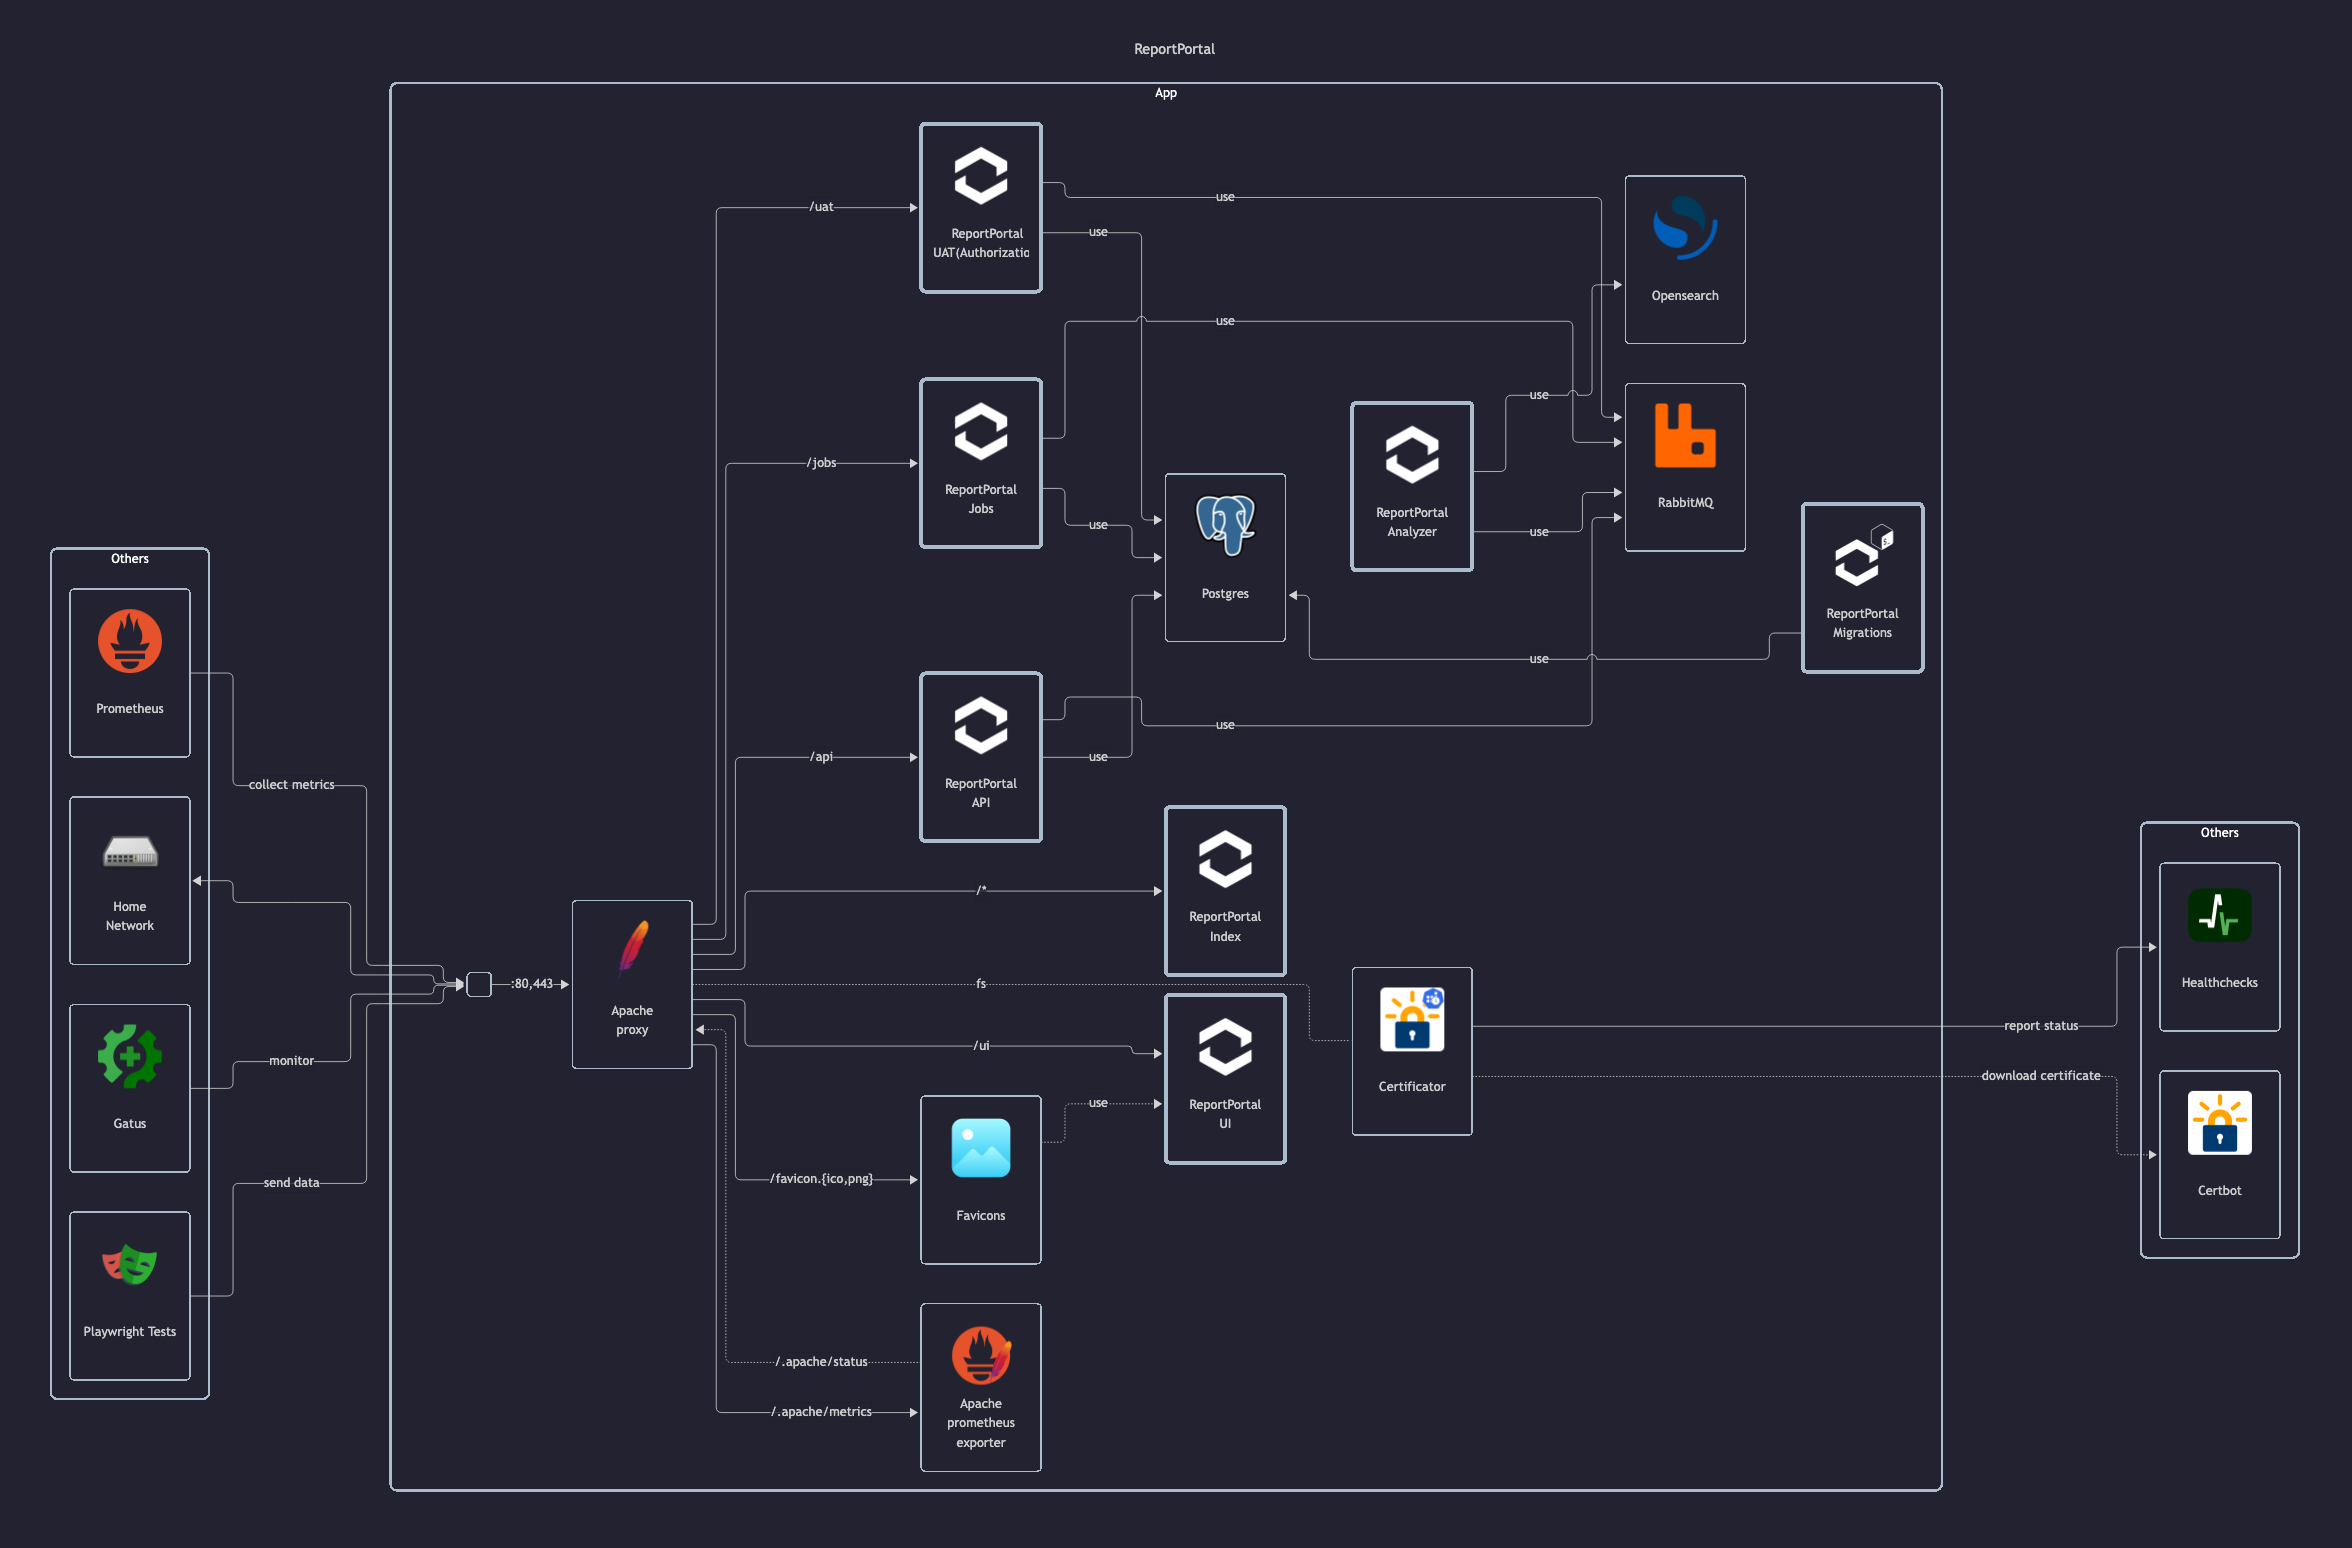 ReportPortal
App
ReportPortal
UAT(Authorizatio
/uat
use
use
Opensearch
use
ReportPortal
Jobs
/jobs
use
use
ReportPortal
Analyzer
use
RabbitMQ
Postgres
ReportPortal
Migrations
use
ReportPortal
API
/api
use
use
Others
Prometheus
collect metrics
Home
Network
Gatus
monitor
send data
Playwright Tests
:80,443
Apache
proxy
/*
ReportPortal
Index
fs
/ui
ReportPortal
UI
use
Certificator
/favicon.{ico,png}
Favicons
/.apache/status
/.apache/metrics
Apache
prometheus
exporter
Others
Healthchecks
report status
download certificate
Certbot